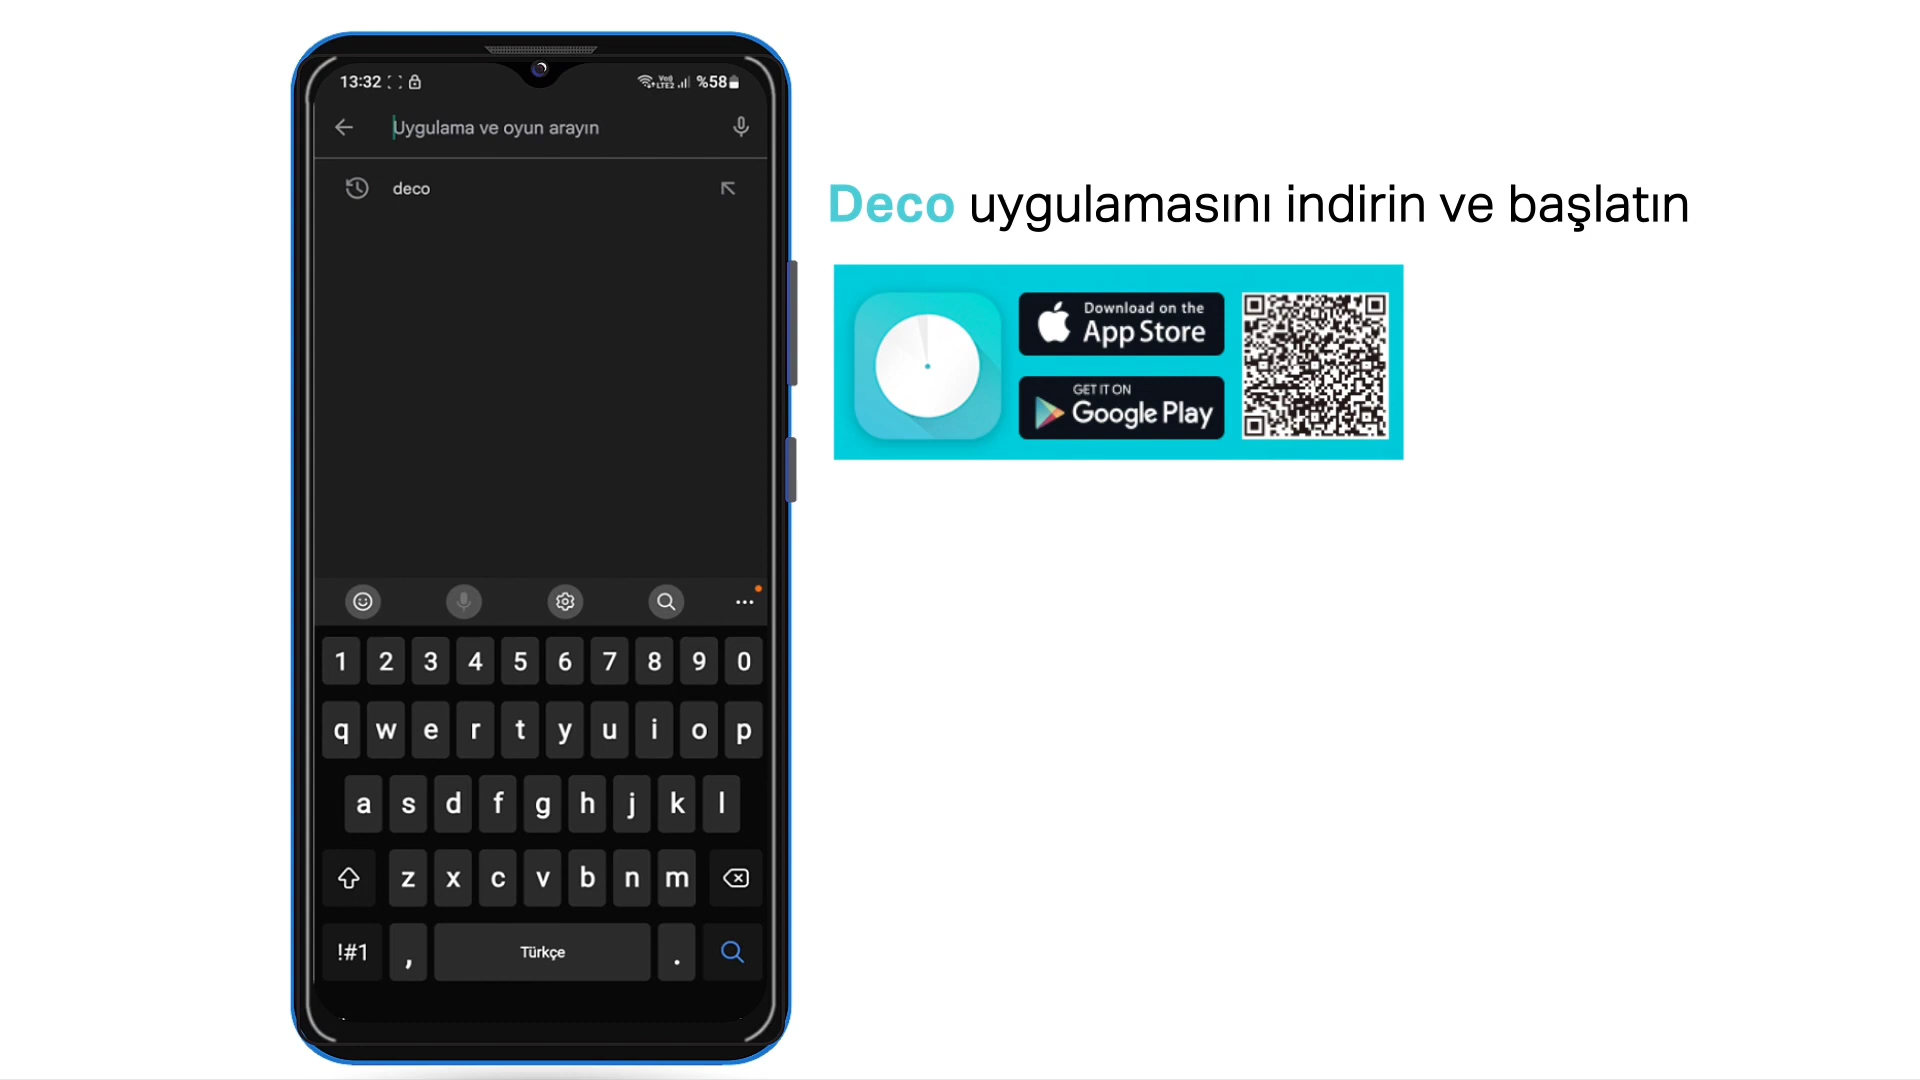 13:32 %58
Uygulama ve oyun arayın
deco
1 2 3 4 5 6 7 8 9 0
q w e r t y u i o p
a s d f g h j k l
z x c v b n m
!#1 , Türkçe .
Deco uygulamasını indirin ve başlatın
Download on the
App Store
GET IT ON
Google Play